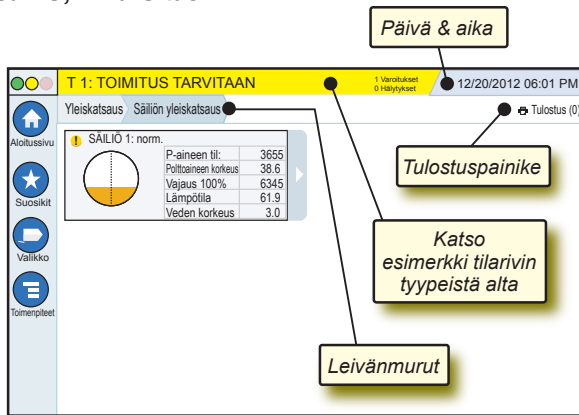 Päivä & aika
T 1: TOIMITUS TARVITAAN
1 Varoitukset
0 Hälytykset
12/20/2012 06:01 PM
Yleiskatsaus
Säiliön yleiskatsaus
Tulostus (0)
Aloitussivu
SÄILIÖ 1: norm.
P-aineen til: 3655
Polttoaineen korkeus 38.6
Vajaus 100% 6345
Lämpötila 61.9
Veden korkeus 3.0
Tulostuspainike
Suosikit
Valikko
Katso
esimerkki tilarivin
tyypeistä alta
Toimenpiteet
Leivänmurut